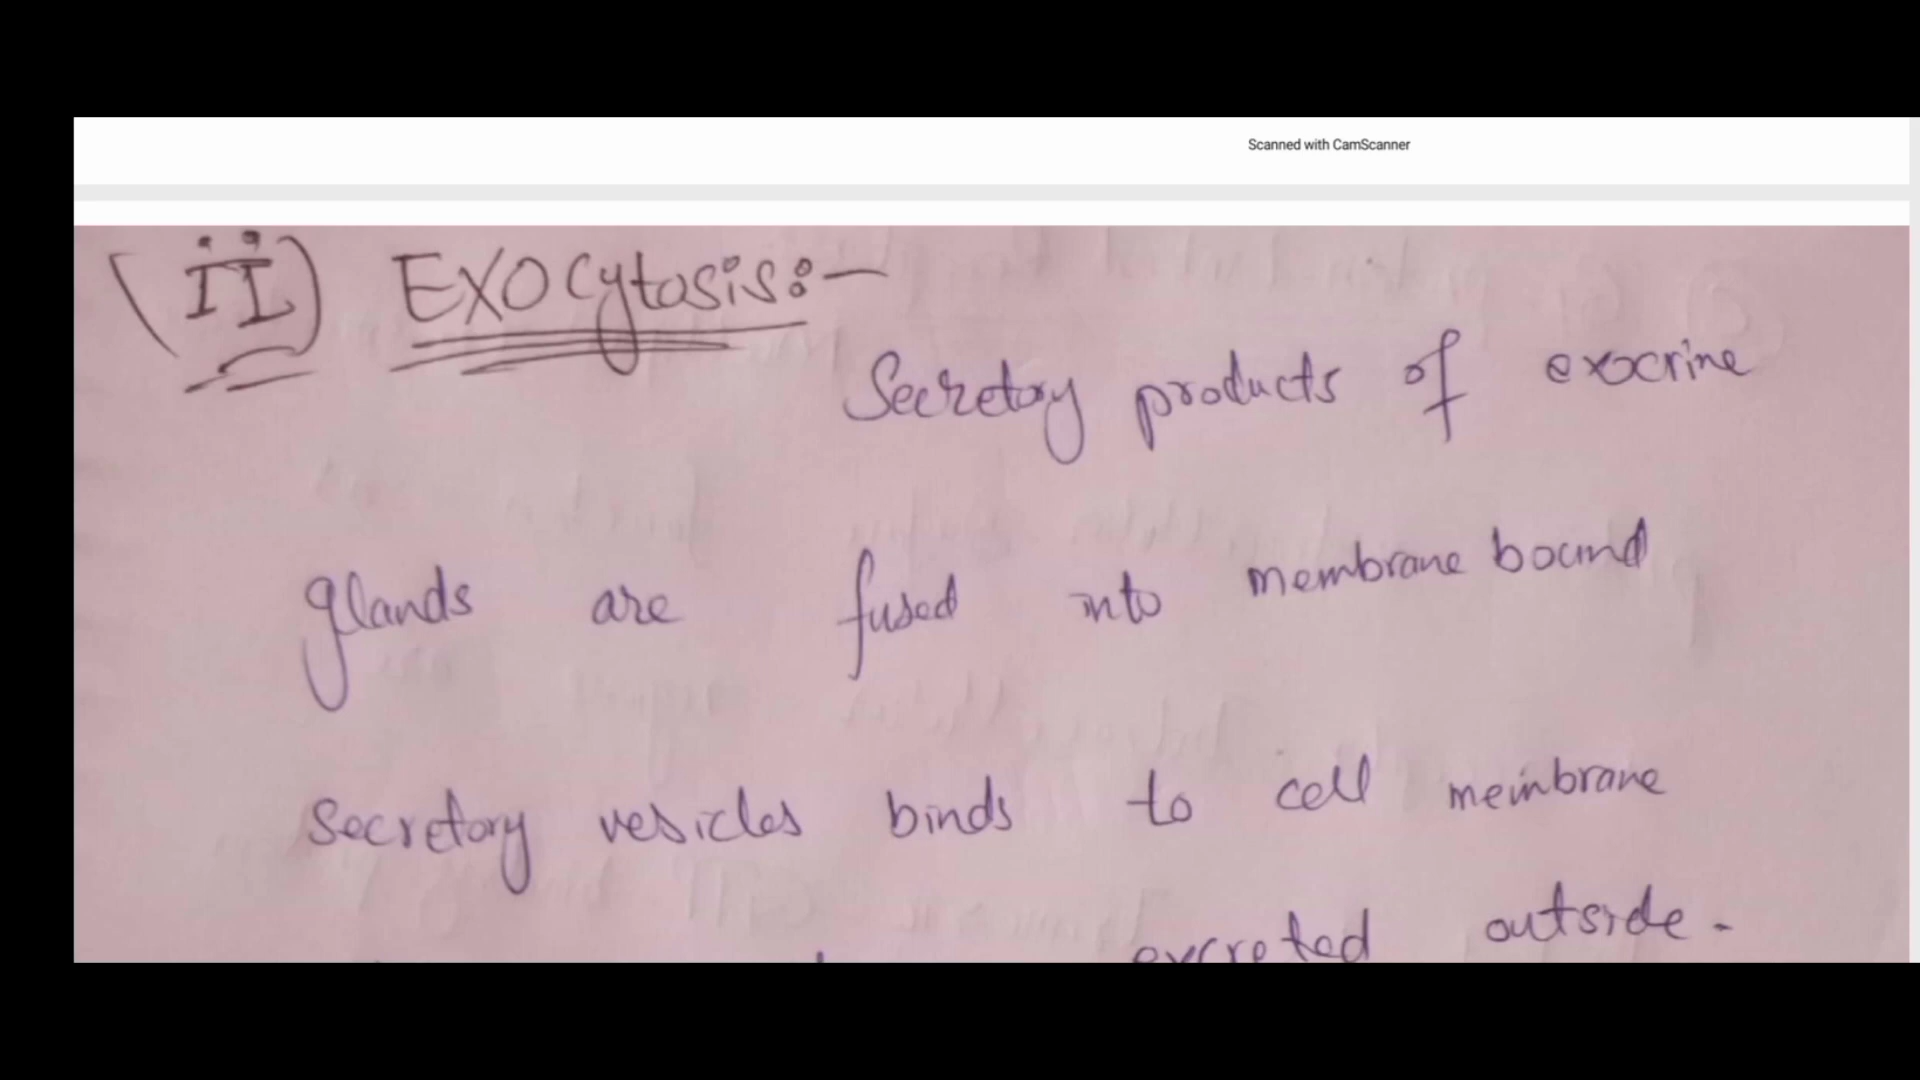 Scanned with CamScanner
(ii) EXOCytosis:-
Secretory products of exocrine
glands are fused into membrane bound
secretory vesicles binds to cell membrane
excreted outside.